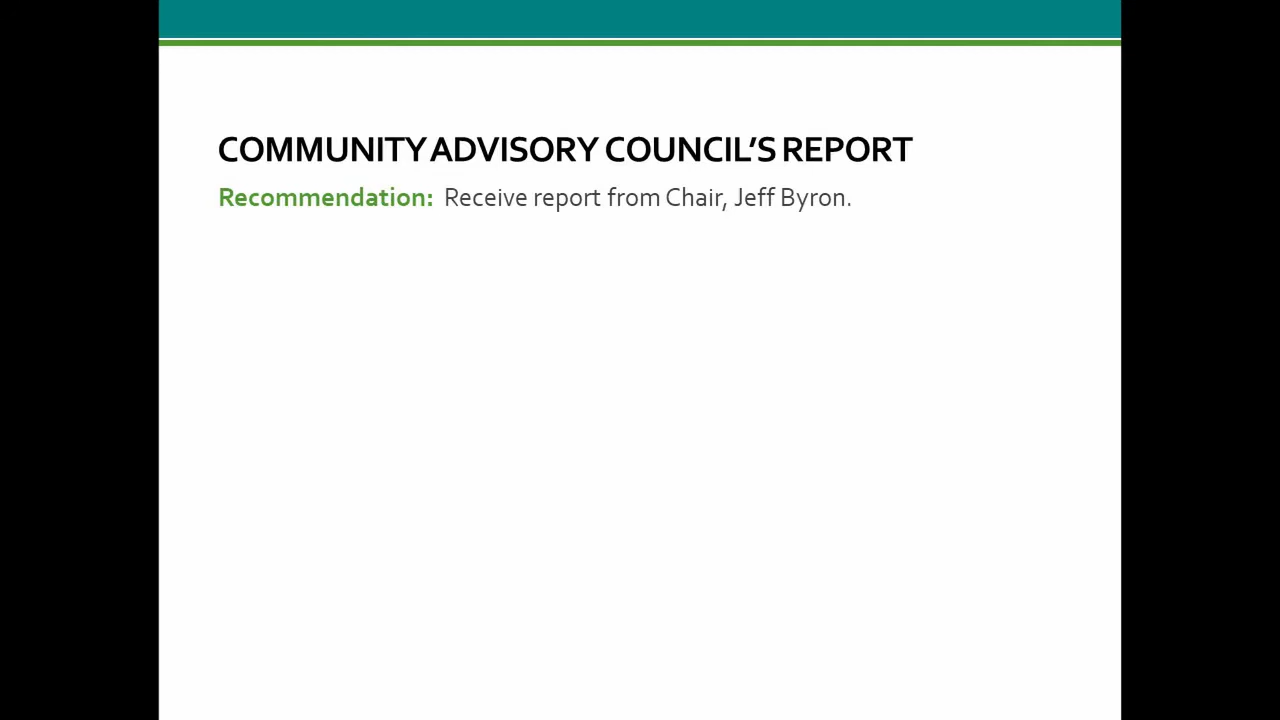 COMMUNITY ADVISORY COUNCIL’S REPORT
Recommendation: Receive report from Chair, Jeff Byron.